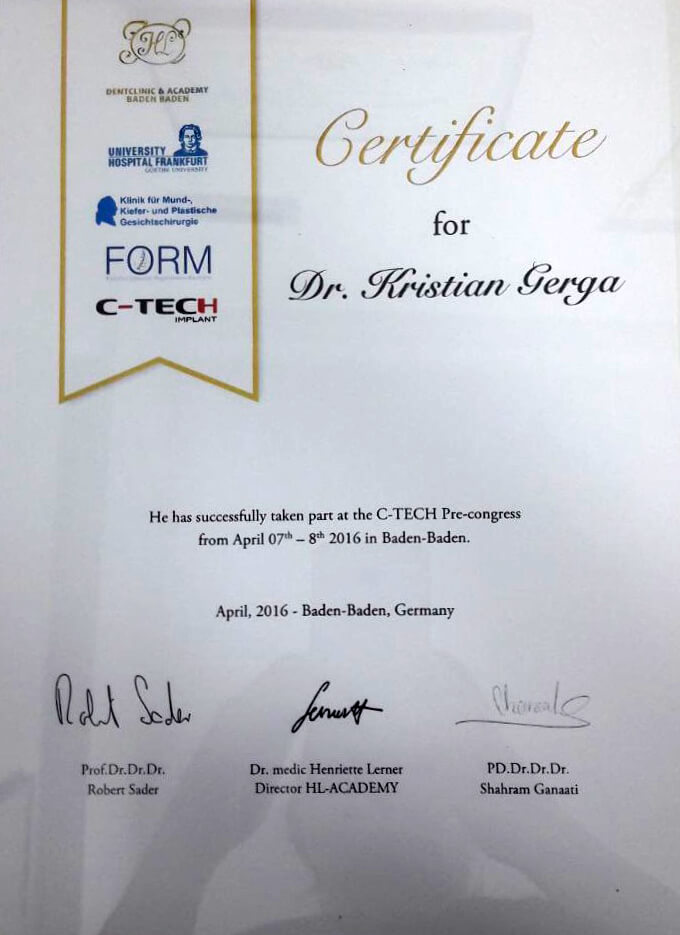 HL
DENTCLINIC & ACADEMY
BADEN BADEN
UNIVERSITY
HOSPITAL FRANKFURT
GOETHE UNIVERSITY
Klinik für Mund-,
Kiefer- und Plastische
Gesichtschirurgie
FORM
C-TECH
IMPLANT
Certificate
for
Dr. Kristian Gerga
He has successfully taken part at the C-TECH Pre-congress
from April 07th – 8th 2016 in Baden-Baden.
April, 2016 - Baden-Baden, Germany
Robert Sader
Prof.Dr.Dr.Dr.
Robert Sader
Dr. medic Henriette Lerner
Director HL-ACADEMY
PD.Dr.Dr.Dr.
Shahram Ganaati